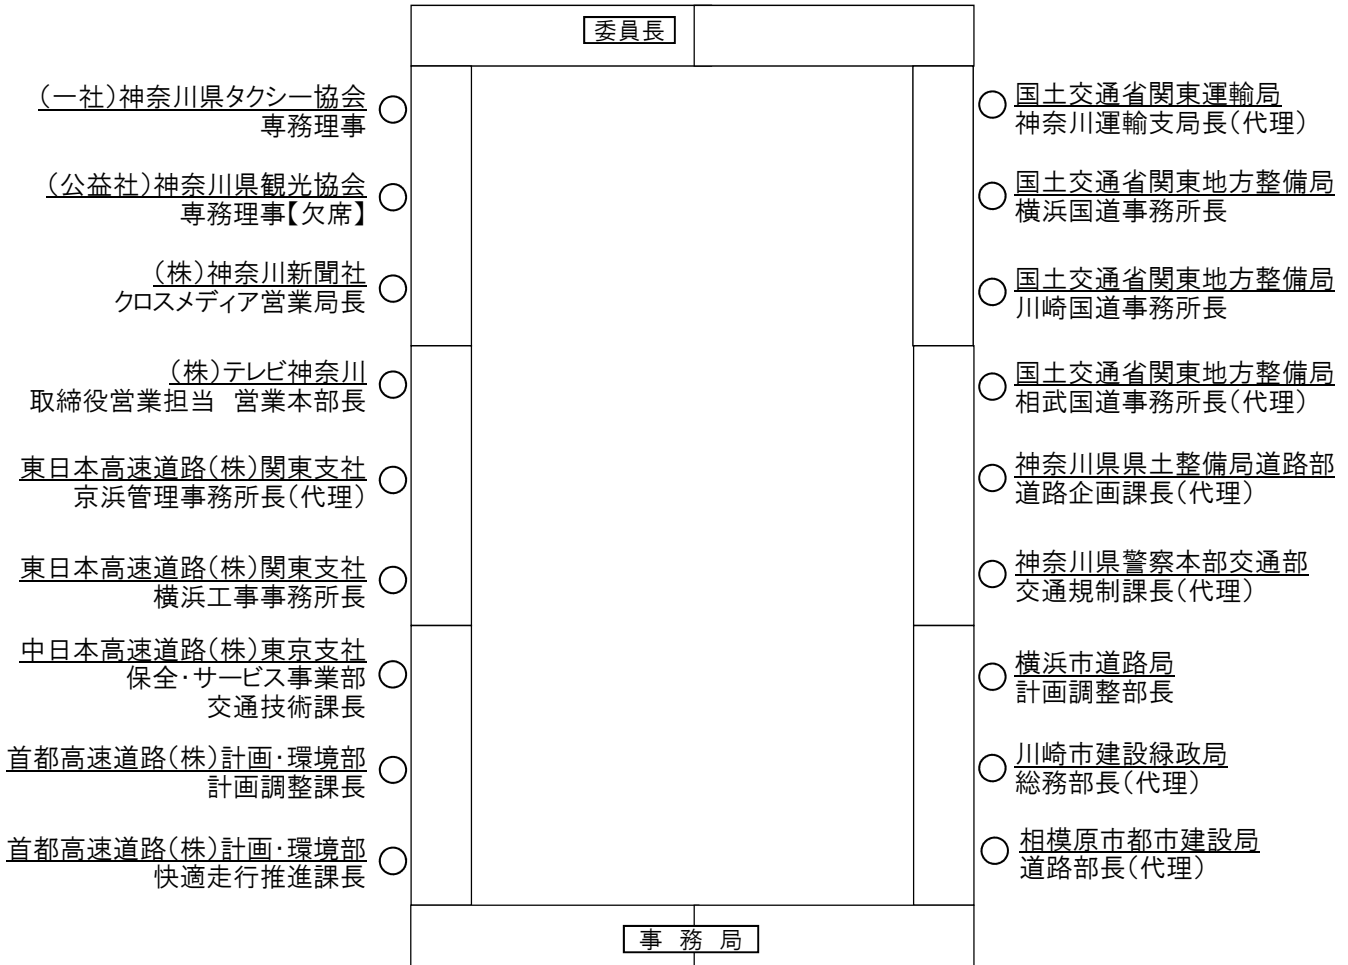 委員長
(一社)神奈川県タクシー協会
専務理事
(公益社)神奈川県観光協会
専務理事【欠席】
(株)神奈川新聞社
クロスメディア営業局長
(株)テレビ神奈川
取締役営業担当　営業本部長
東日本高速道路(株)関東支社
京浜管理事務所長(代理)
東日本高速道路(株)関東支社
横浜工事事務所長
中日本高速道路(株)東京支社
保全・サービス事業部
交通技術課長
首都高速道路(株)計画・環境部
計画調整課長
首都高速道路(株)計画・環境部
快適走行推進課長
国土交通省関東運輸局
神奈川運輸支局長(代理)
国土交通省関東地方整備局
横浜国道事務所長
国土交通省関東地方整備局
川崎国道事務所長
国土交通省関東地方整備局
相武国道事務所長(代理)
神奈川県県土整備局道路部
道路企画課長(代理)
神奈川県警察本部交通部
交通規制課長(代理)
横浜市道路局
計画調整部長
川崎市建設緑政局
総務部長(代理)
相模原市都市建設局
道路部長(代理)
事　務　局